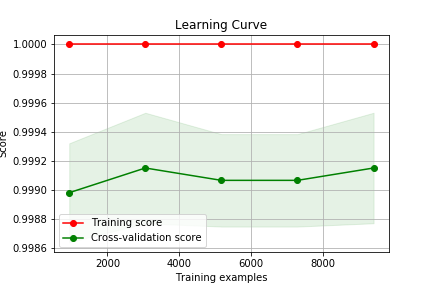 Learning Curve
1.0000
0.9998
0.9996
0.9994
0.9992
0.9990
0.9988
0.9986
Score
Training score
Cross-validation score
2000 4000 6000 8000
Training examples